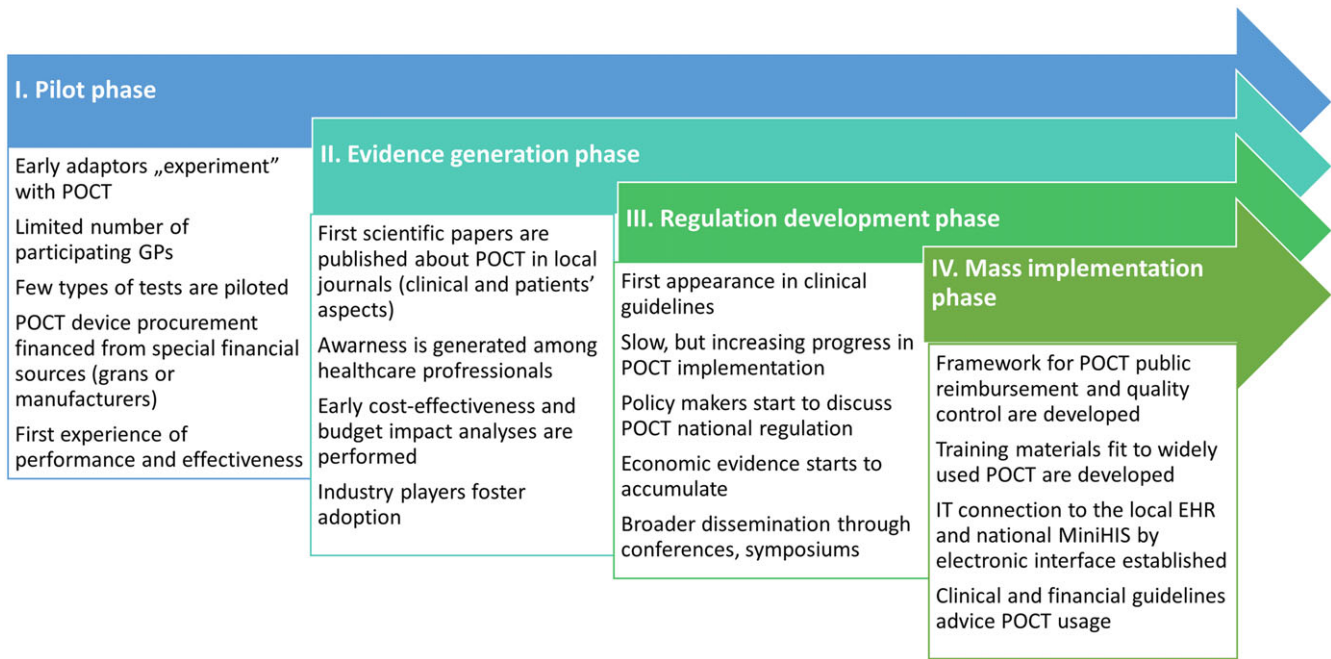 I. Pilot phase
Early adaptors „experiment”
with POCT
Limited number of
participating GPs
Few types of tests are piloted
POCT device procurement
financed from special financial
sources (grans or
manufacturers)
First experience of
performance and effectiveness
II. Evidence generation phase
First scientific papers are
published about POCT in local
journals (clinical and patients’
aspects)
Awarness is generated among
healthcare profressionals
Early cost-effectiveness and
budget impact analyses are
performed
Industry players foster
adoption
III. Regulation development phase
First appearance in clinical
guidelines
Slow, but increasing progress in
POCT implementation
Policy makers start to discuss
POCT national regulation
Economic evidence starts to
accumulate
Broader dissemination through
conferences, symposiums
IV. Mass implementation
phase
Framework for POCT public
reimbursement and quality
control are developed
Training materials fit to widely
used POCT are developed
IT connection to the local EHR
and national MiniHIS by
electronic interface established
Clinical and financial guidelines
advice POCT usage